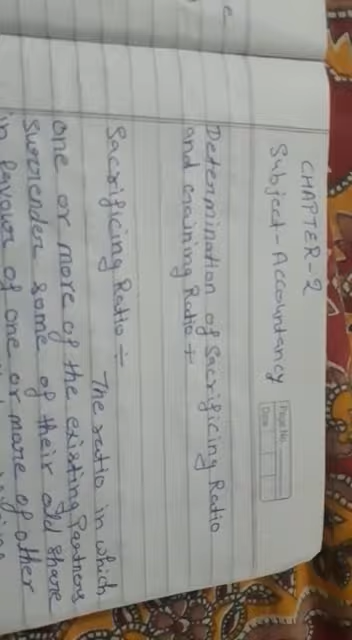 Page No.
Date
CHAPTER-2
Subject-Accountancy
Determination of Sacrificing Ratio
and Gaining Ratio ÷
Sacrificing Ratio ÷
The ratio in which
one or more of the existing Partners
Surrender some of their old share
in favour of one or more of other